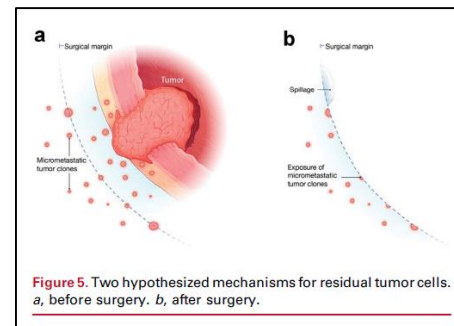 a
Surgical margin
Tumor
Micrometastatic
tumor clones
b
Surgical margin
Spillage
Exposure of
micrometastatic
tumor clones
Figure 5. Two hypothesized mechanisms for residual tumor cells.
a, before surgery. b, after surgery.